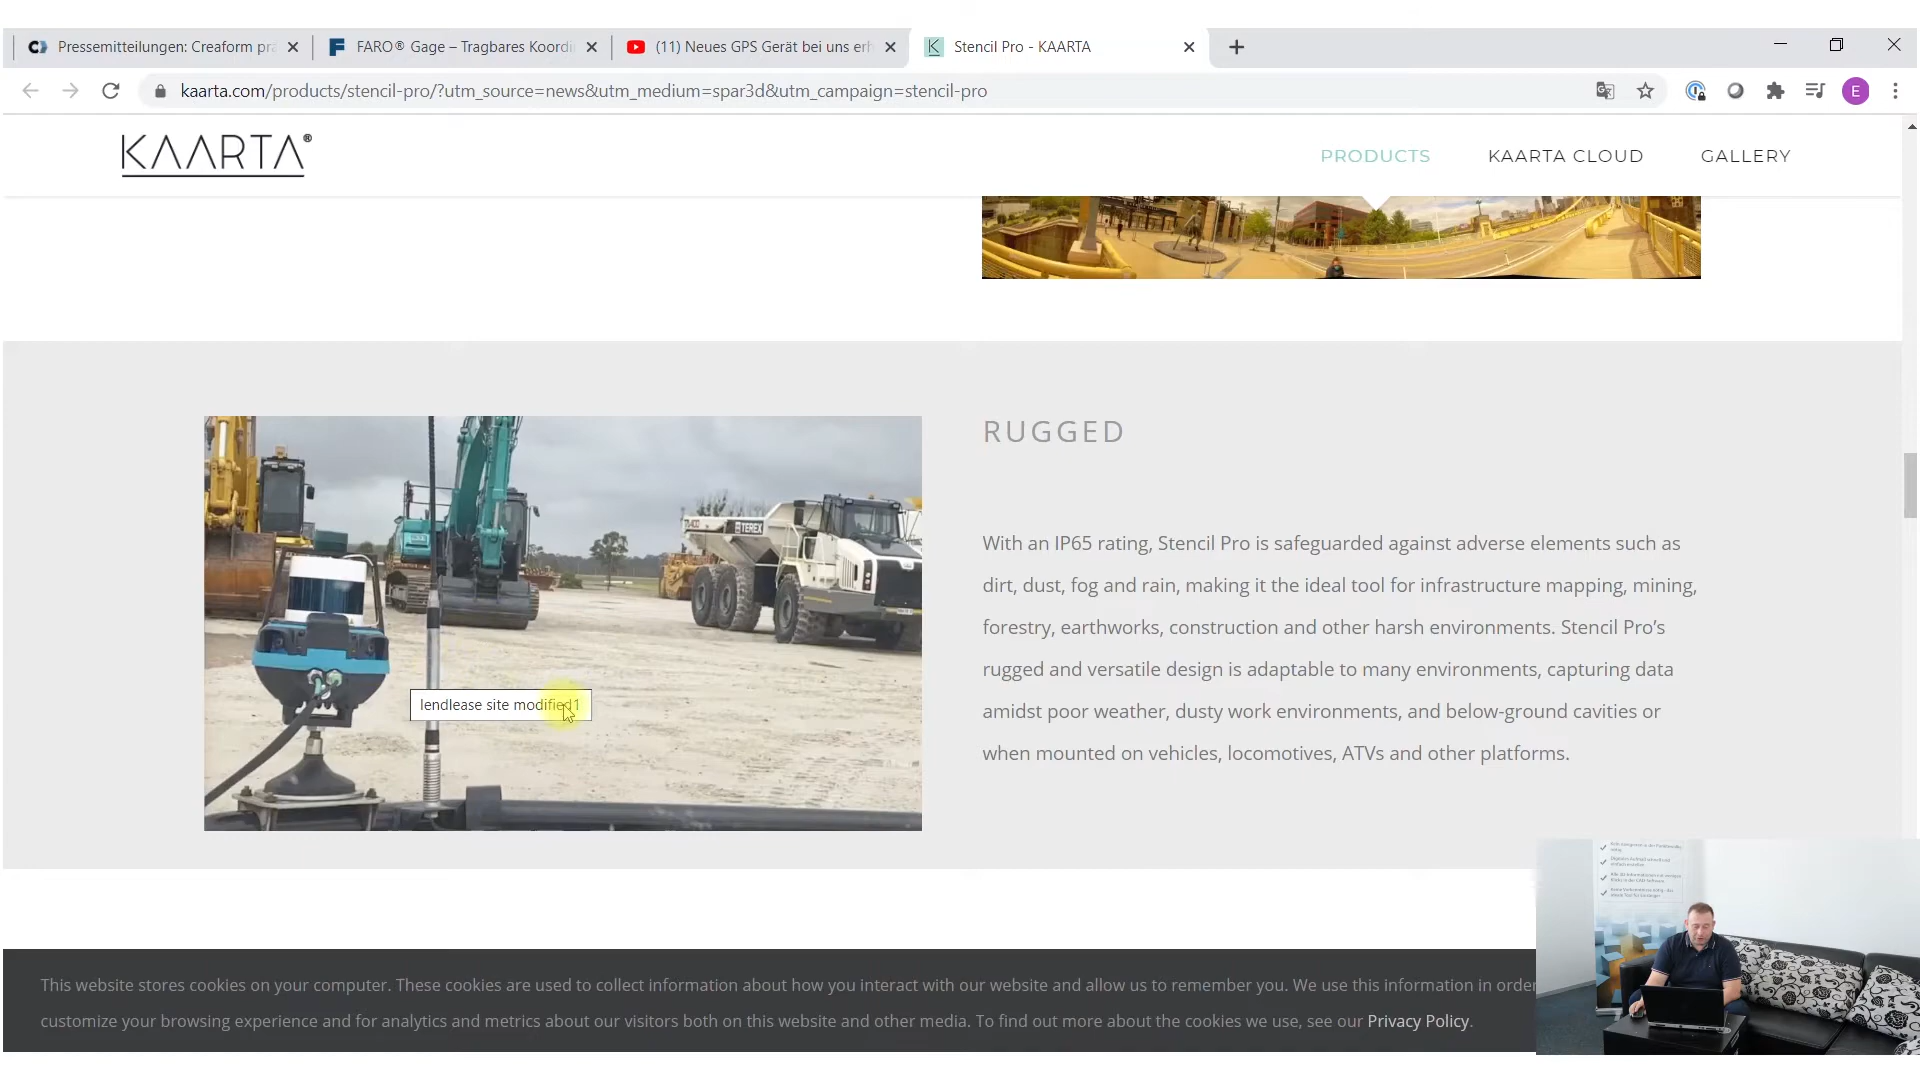 Pressemitteilungen: Creaform prä
FARO® Gage – Tragbares Koordi
(11) Neues GPS Gerät bei uns erh
Stencil Pro - KAARTA
kaarta.com/products/stencil-pro/?utm_source=news&utm_medium=spar3d&utm_campaign=stencil-pro
E
KAARTA®
PRODUCTS
KAARTA CLOUD
GALLERY
RUGGED
With an IP65 rating, Stencil Pro is safeguarded against adverse elements such as
dirt, dust, fog and rain, making it the ideal tool for infrastructure mapping, mining,
forestry, earthworks, construction and other harsh environments. Stencil Pro’s
rugged and versatile design is adaptable to many environments, capturing data
amidst poor weather, dusty work environments, and below-ground cavities or
when mounted on vehicles, locomotives, ATVs and other platforms.
TEREX
lendlease site modified1
This website stores cookies on your computer. These cookies are used to collect information about how you interact with our website and allow us to remember you. We use this information in order
customize your browsing experience and for analytics and metrics about our visitors both on this website and other media. To find out more about the cookies we use, see our Privacy Policy.